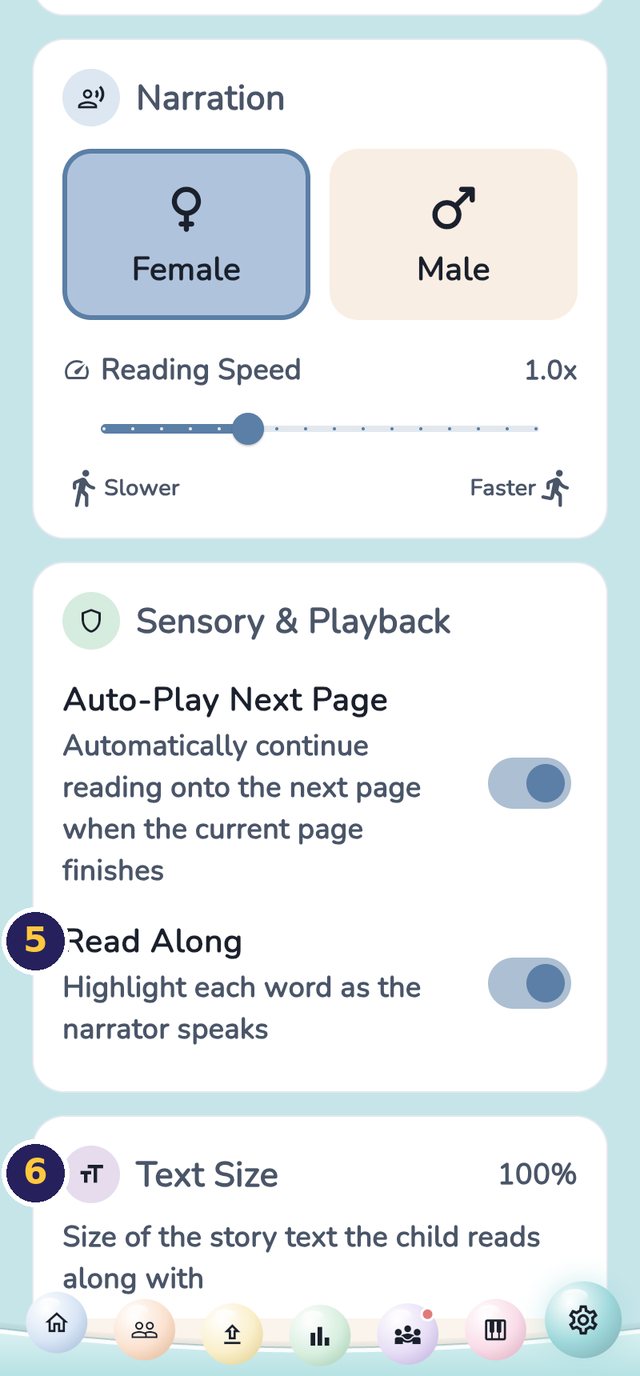 Narration
Female
Male
Reading Speed
1.0x
Slower
Faster
Sensory & Playback
Auto-Play Next Page
Automatically continue
reading onto the next page
when the current page
finishes
5
Read Along
Highlight each word as the
narrator speaks
6
TT
Text Size
100%
Size of the story text the child reads
along with